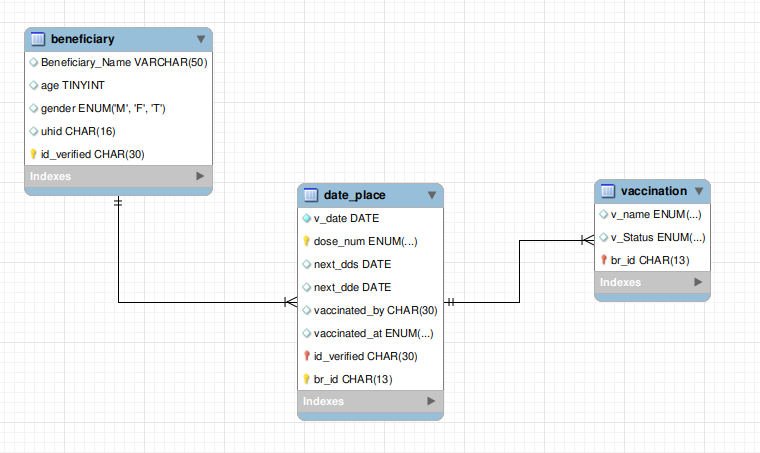 beneficiary
Beneficiary_Name VARCHAR(50)
age TINYINT
gender ENUM('M', 'F', 'T')
uhid CHAR(16)
id_verified CHAR(30)
Indexes
date_place
v_date DATE
dose_num ENUM(...)
next_dds DATE
next_dde DATE
vaccinated_by CHAR(30)
vaccinated_at ENUM(...)
id_verified CHAR(30)
br_id CHAR(13)
Indexes
vaccination
v_name ENUM(...)
v_Status ENUM(...)
br_id CHAR(13)
Indexes